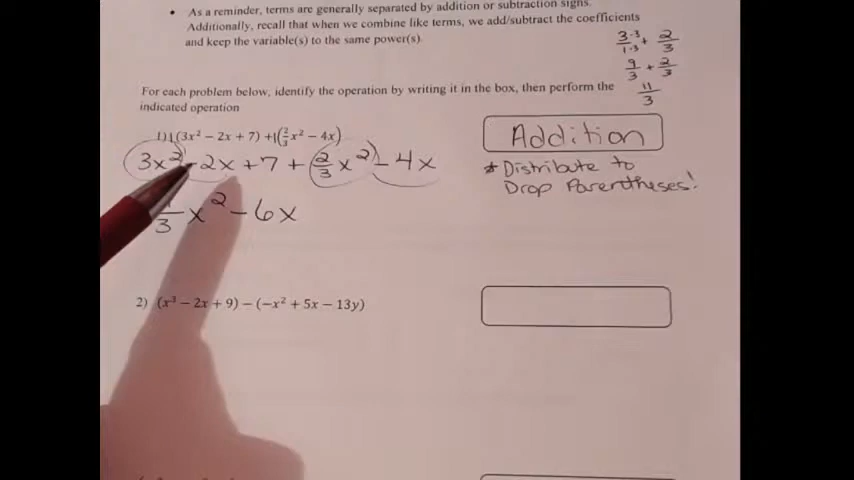 • As a reminder, terms are generally separated by addition or subtraction signs.
Additionally, recall that when we combine like terms, we add/subtract the coefficients
and keep the variable(s) to the same power(s).
3·3/1·3 + 2/3
9/3 + 2/3
11/3
For each problem below, identify the operation by writing it in the box, then perform the
indicated operation
1) 1(3x² − 2x + 7) +1(2/3x² − 4x)
Addition
3x² - 2x + 7 + 2/3 x² - 4x
* Distribute to
Drop Parentheses!
/3 x² - 6x
2) (x³ − 2x + 9) − (−x² + 5x − 13y)